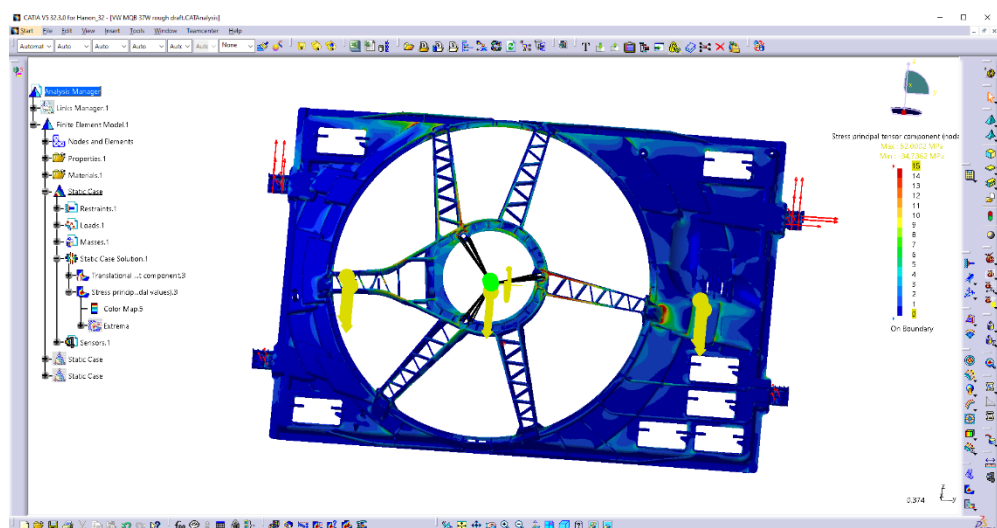 CATIA V5 32.3.0 for Hanon_32 - [VW MQB 37W rough draft.CATAnalysis]
Start File Edit View Insert Tools Window Teamcenter Help
Automat Auto Auto Auto Auto Auto None
Analysis Manager
Links Manager.1
Finite Element Model.1
Nodes and Elements
Properties.1
Materials.1
Static Case
Restraints.1
Loads.1
Masses.1
Static Case Solution.1
Translational ...t component.3
Stress princip...dal values).3
Color Map.5
Extrema
Sensors.1
Static Case
Static Case
Stress principal tensor component (noda
15
14
13
12
11
10
9
8
7
6
5
4
3
2
1
0
On Boundary
0.374